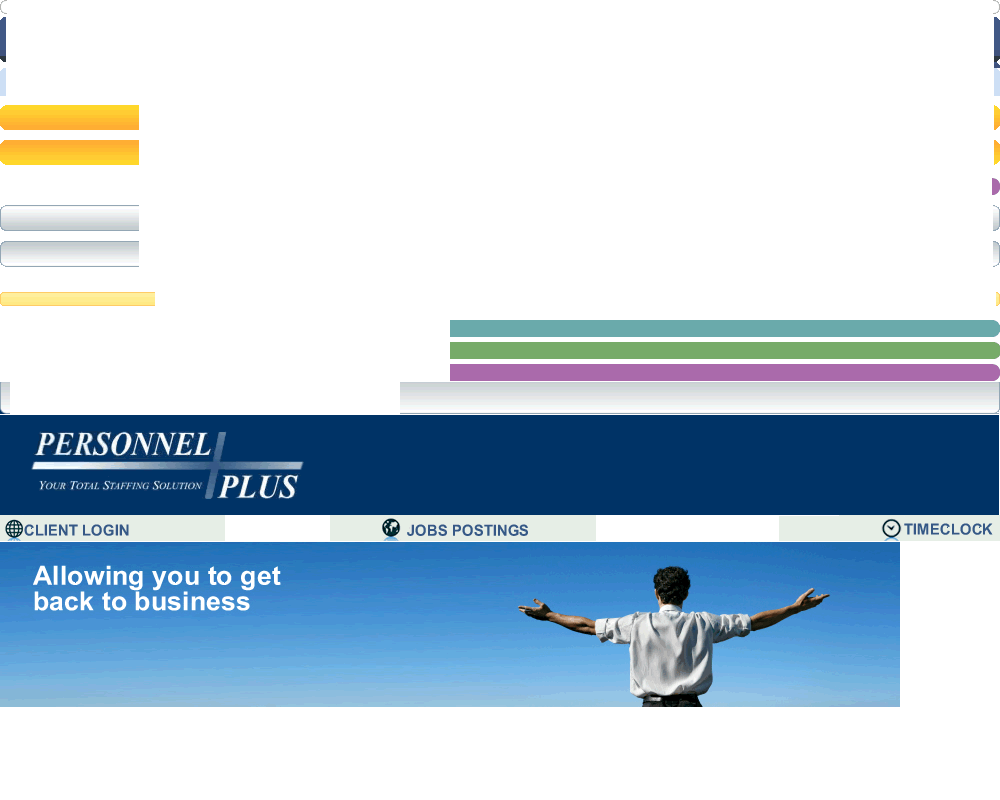 PERSONNEL
YOUR TOTAL STAFFING SOLUTION
PLUS
CLIENT LOGIN
JOBS POSTINGS
TIMECLOCK
Allowing you to get
back to business